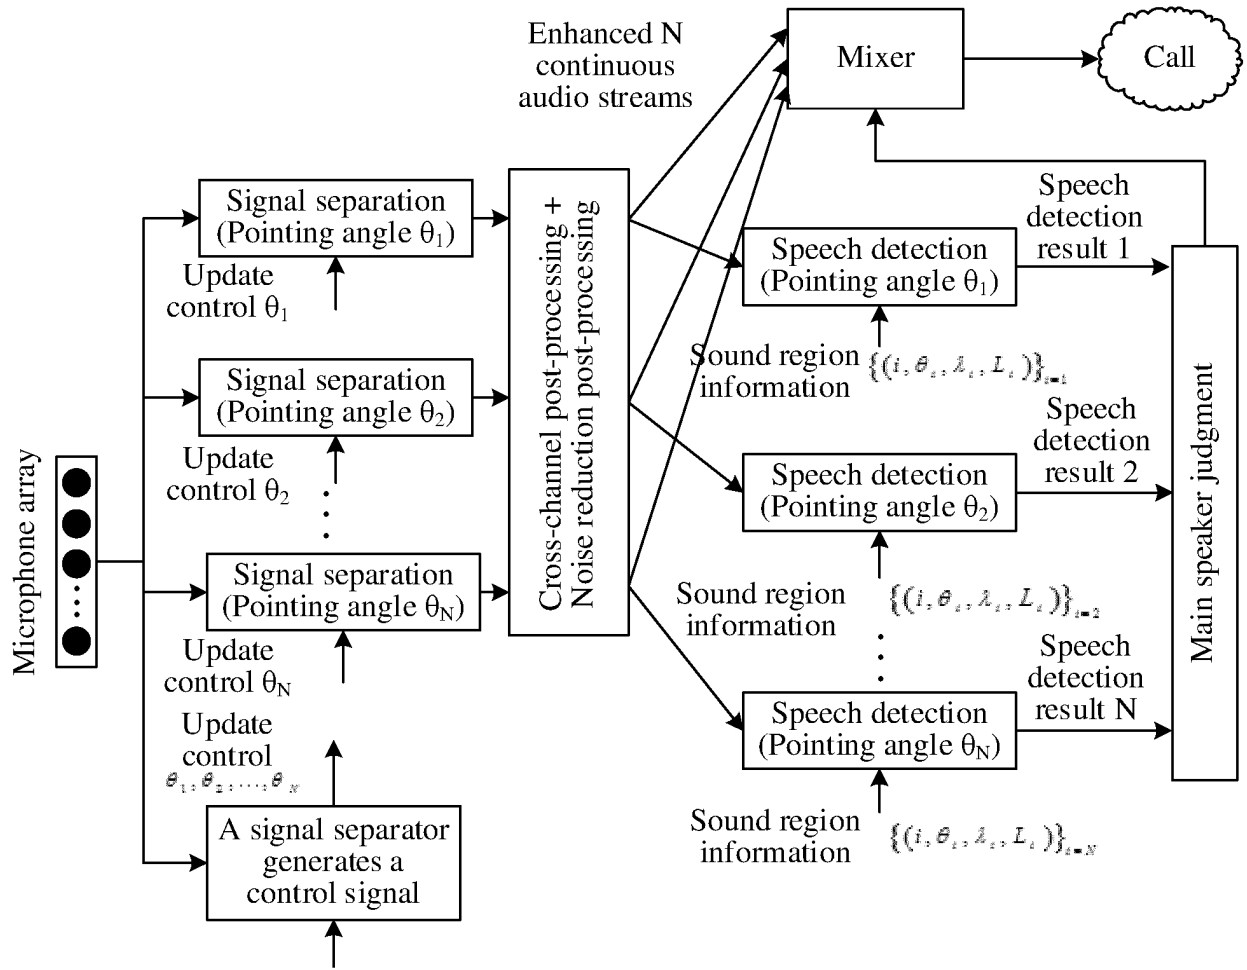 Enhanced N
continuous
audio streams
Mixer
Call
Signal separation
(Pointing angle θ₁)
Update
control θ₁
Signal separation
(Pointing angle θ₂)
Update
control θ₂
Signal separation
(Pointing angle θN)
Update
control θN
Update
control
θ₁, θ₂, ..., θN
A signal separator
generates a
control signal
Microphone array
Cross-channel post-processing +
Noise reduction post-processing
Speech detection
(Pointing angle θ₁)
Speech
detection
result 1
Sound region
information
{(i, θᵢ, λᵢ, Lᵢ)}ᵢ₌₁
Speech detection
(Pointing angle θ₂)
Speech
detection
result 2
Sound region
information
{(i, θᵢ, λᵢ, Lᵢ)}ᵢ₌₂
Speech detection
(Pointing angle θN)
Speech
detection
result N
Sound region
information
{(i, θᵢ, λᵢ, Lᵢ)}ᵢ₌N
Main speaker judgment